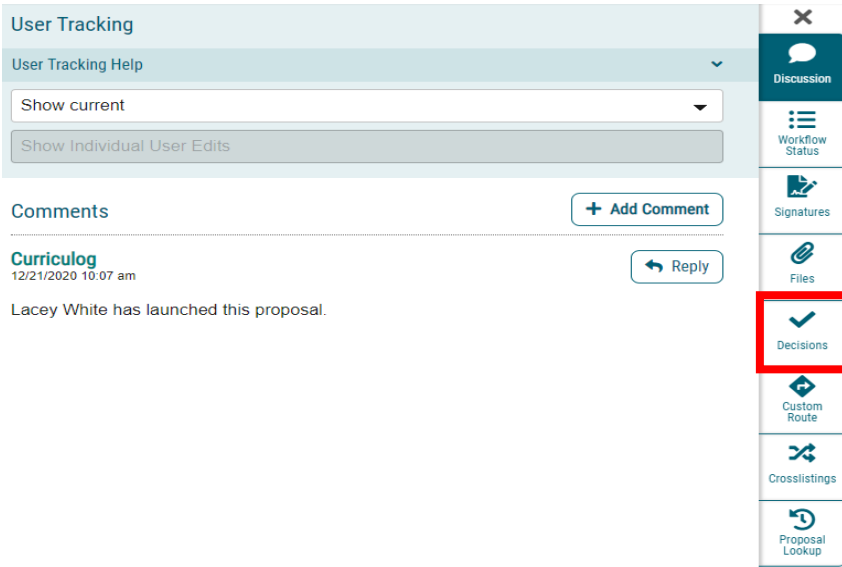 User Tracking
User Tracking Help
Show current
Show Individual User Edits
Comments
+ Add Comment
Curriculog
12/21/2020 10:07 am
Reply
Lacey White has launched this proposal.
Discussion
Workflow
Status
Signatures
Files
Decisions
Custom
Route
Crosslistings
Proposal
Lookup